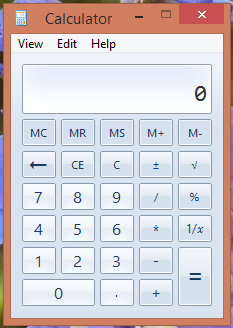 Calculator
View Edit Help
0
MC MR MS M+ M-
← CE C ± √
7 8 9 / %
4 5 6 * 1/x
1 2 3 - =
0 . +